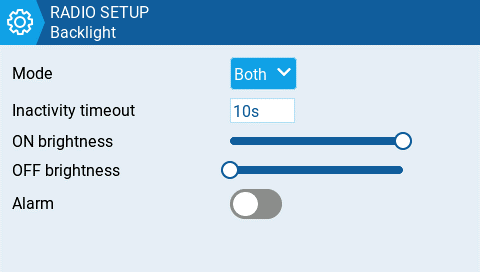 RADIO SETUP
Backlight
Mode
Both
Inactivity timeout
10s
ON brightness
OFF brightness
Alarm